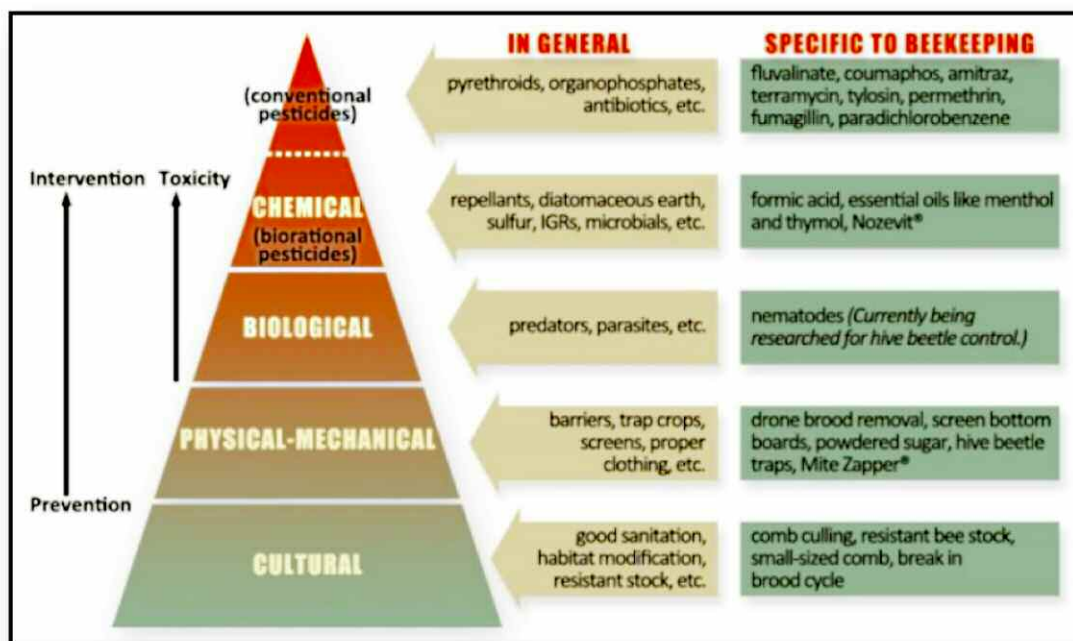 IN GENERAL
SPECIFIC TO BEEKEEPING
(conventional
pesticides)
pyrethroids, organophosphates,
antibiotics, etc.
fluvalinate, coumaphos, amitraz,
terramycin, tylosin, permethrin,
fumagillin, paradichlorobenzene
Intervention
Toxicity
CHEMICAL
(biorational
pesticides)
repellants, diatomaceous earth,
sulfur, IGRs, microbials, etc.
formic acid, essential oils like menthol
and thymol, Nozevit®
BIOLOGICAL
predators, parasites, etc.
nematodes (Currently being
researched for hive beetle control.)
PHYSICAL-MECHANICAL
barriers, trap crops,
screens, proper
clothing, etc.
drone brood removal, screen bottom
boards, powdered sugar, hive beetle
traps, Mite Zapper®
Prevention
CULTURAL
good sanitation,
habitat modification,
resistant stock, etc.
comb culling, resistant bee stock,
small-sized comb, break in
brood cycle